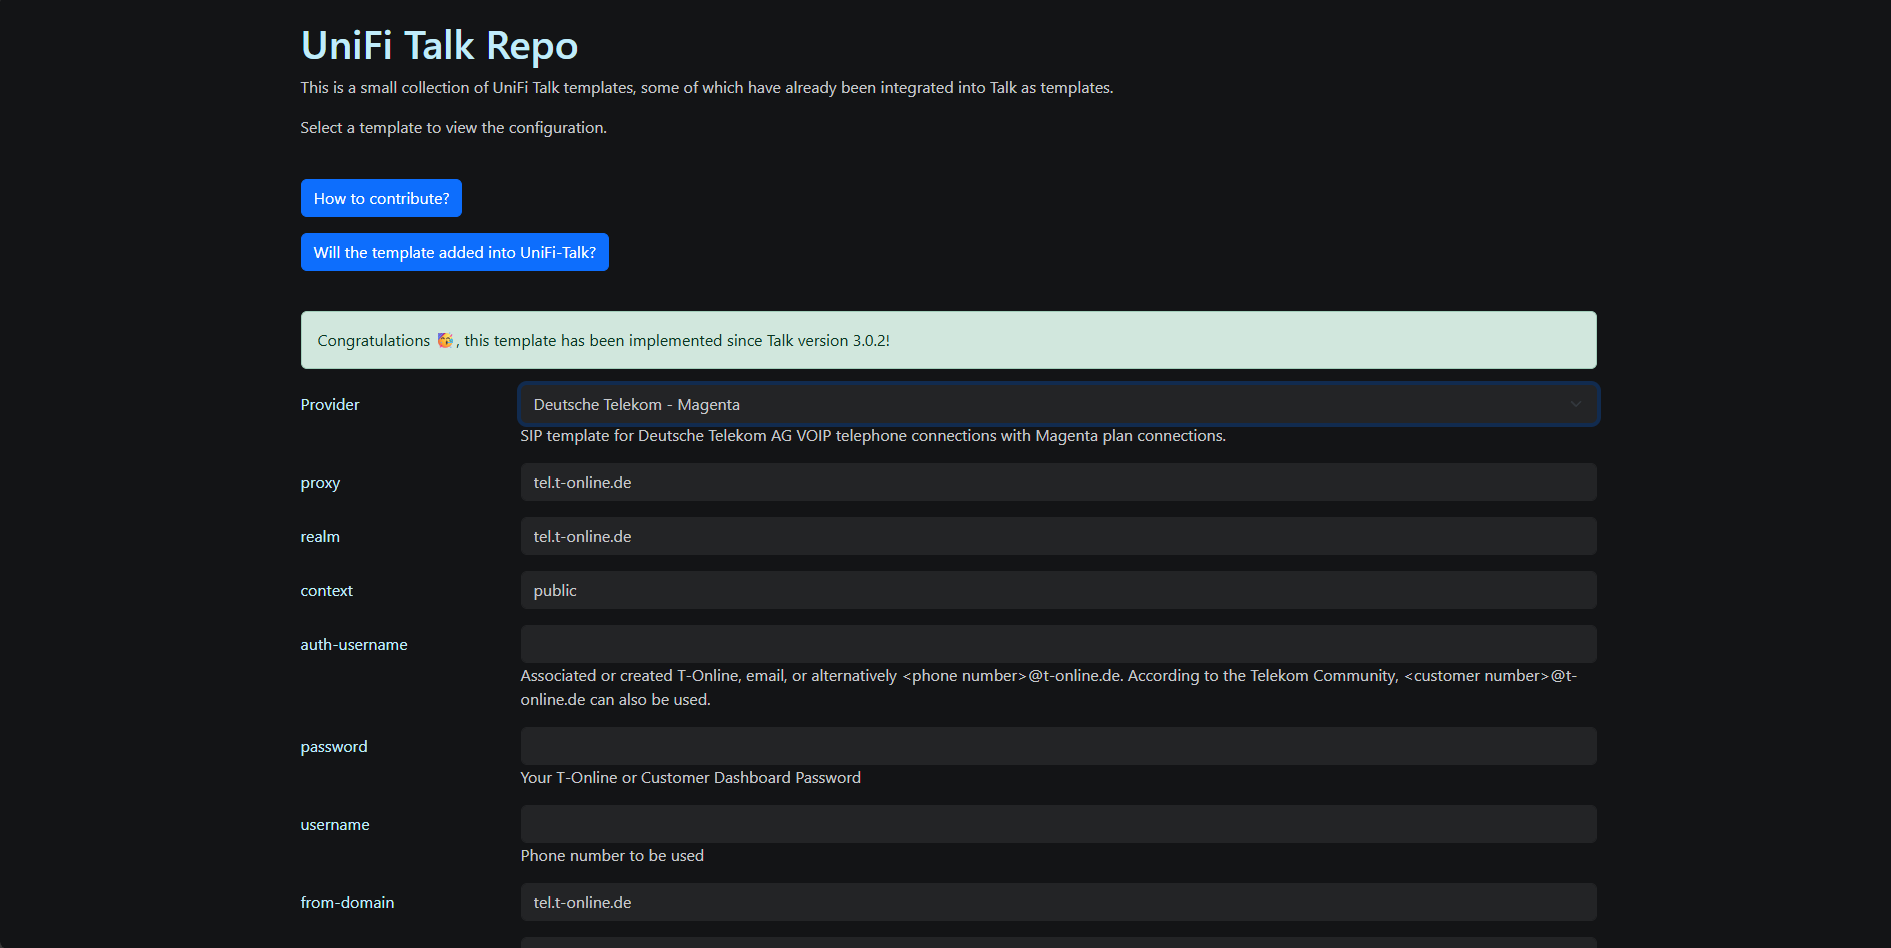 UniFi Talk Repo
This is a small collection of UniFi Talk templates, some of which have already been integrated into Talk as templates.
Select a template to view the configuration.
How to contribute?
Will the template added into UniFi-Talk?
Congratulations 🥳, this template has been implemented since Talk version 3.0.2!
Provider
Deutsche Telekom - Magenta
SIP template for Deutsche Telekom AG VOIP telephone connections with Magenta plan connections.
proxy
tel.t-online.de
realm
tel.t-online.de
context
public
auth-username
Associated or created T-Online, email, or alternatively <phone number>@t-online.de. According to the Telekom Community, <customer number>@t-
online.de can also be used.
password
Your T-Online or Customer Dashboard Password
username
Phone number to be used
from-domain
tel.t-online.de